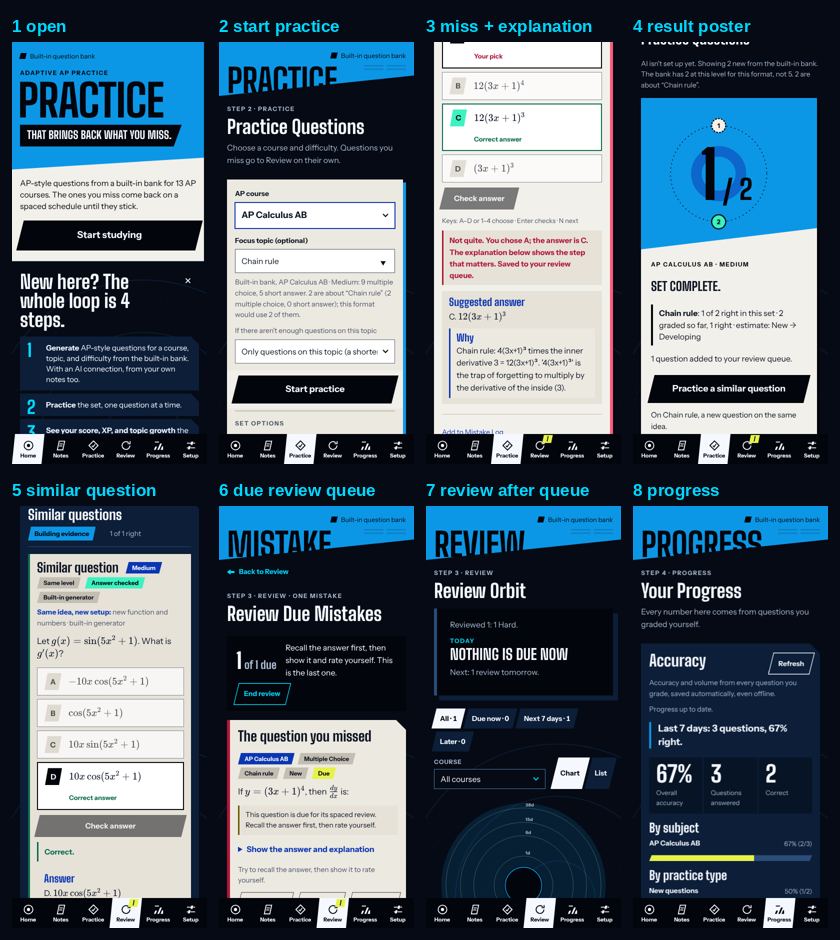 1 open
Built-in question bank
ADAPTIVE AP PRACTICE
PRACTICE
THAT BRINGS BACK WHAT YOU MISS.
AP-style questions from a built-in bank for 13 AP
courses. The ones you miss come back on a
spaced schedule until they stick.
Start studying
New here? The
whole loop is 4
steps.
×
1 Generate AP-style questions for a course,
topic, and difficulty from the built-in bank.
With an AI connection, from your own
notes too.
2 Practice the set, one question at a time.
3 See your score, XP, and topic growth the
Home Notes Practice Review Progress Setup
2 start practice
Built-in question bank
PRACTICE
STEP 2 · PRACTICE
Practice Questions
Choose a course and difficulty. Questions you
miss go to Review on their own.
AP course
AP Calculus AB
Focus topic (optional)
Chain rule
Built-in bank, AP Calculus AB · Medium: 9 multiple
choice, 5 short answer. 2 are about "Chain rule" (2
multiple choice, 0 short answer); this format
would use 2 of them.
If there aren't enough questions on this topic
Only questions on this topic (a shorter
Start practice
SET OPTIONS
Home Notes Practice Review Progress Setup
3 miss + explanation
Your pick
B 12(3x + 1)⁴
C 12(3x + 1)³
Correct answer
D (3x + 1)³
Check answer
Keys: A–D or 1–4 choose · Enter checks · N next
Not quite. You chose A; the answer is C.
The explanation below shows the step
that matters. Saved to your review
queue.
Suggested answer
C. 12(3x + 1)³
Why
Chain rule: 4(3x+1)³ times the inner
derivative 3 = 12(3x+1)³. '4(3x+1)³' is
the trap of forgetting to multiply by
the derivative of the inside (3).
Add to Mistake Log
Home Notes Practice Review Progress Setup
4 result poster
Practice Questions
AI isn't set up yet. Showing 2 new from the built-in bank.
The bank has 2 at this level for this format, not 5. 2 are
about "Chain rule".
1
1 / 2
2
AP CALCULUS AB · MEDIUM
SET COMPLETE.
Chain rule: 1 of 2 right in this set · 2
graded so far, 1 right · estimate: New →
Developing
1 question added to your review queue.
Practice a similar question
On Chain rule, a new question on the same
idea.
Home Notes Practice Review Progress Setup
5 similar question
Similar questions
Building evidence 1 of 1 right
Similar question Medium
Same level Answer checked
Built-in generator
Same idea, new setup: new function and
numbers · built-in generator
Let g(x) = sin(5x² + 1). What is
g′(x)?
A −10x cos(5x² + 1)
B cos(5x² + 1)
C 10x sin(5x² + 1)
D 10x cos(5x² + 1)
Correct answer
Check answer
Correct.
Answer
D. 10x cos(5x² + 1)
Home Notes Practice Review Progress Setup
6 due review queue
Built-in question bank
MISTAKE
Back to Review
STEP 3 · REVIEW · ONE MISTAKE
Review Due Mistakes
1 of 1 due
Recall the answer first, then
show it and rate yourself. This
is the last one.
End review
The question you missed
AP Calculus AB Multiple Choice
Chain rule New Due
If y = (3x + 1)⁴, then dy/dx is:
This question is due for its spaced review.
Recall the answer first, then rate yourself.
Show the answer and explanation
Try to recall the answer, then show it to rate
yourself.
Home Notes Practice Review Progress Setup
7 review after queue
Built-in question bank
REVIEW
STEP 3 · REVIEW
Review Orbit
Reviewed 1: 1 Hard.
TODAY
NOTHING IS DUE NOW
Next: 1 review tomorrow.
All · 1 Due now · 0 Next 7 days · 1
Later · 0
COURSE
All courses
Chart List
1d
Home Notes Practice Review Progress Setup
8 progress
Built-in question bank
PROGRESS
STEP 4 · PROGRESS
Your Progress
Every number here comes from questions you
graded yourself.
Accuracy
Refresh
Accuracy and volume from every question you
grade, saved automatically, even offline.
Progress up to date.
Last 7 days: 3 questions, 67%
right.
67% 3 2
Overall accuracy
Questions answered
Correct
By subject
AP Calculus AB 67% (2/3)
By practice type
New questions 50% (1/2)
Home Notes Practice Review Progress Setup